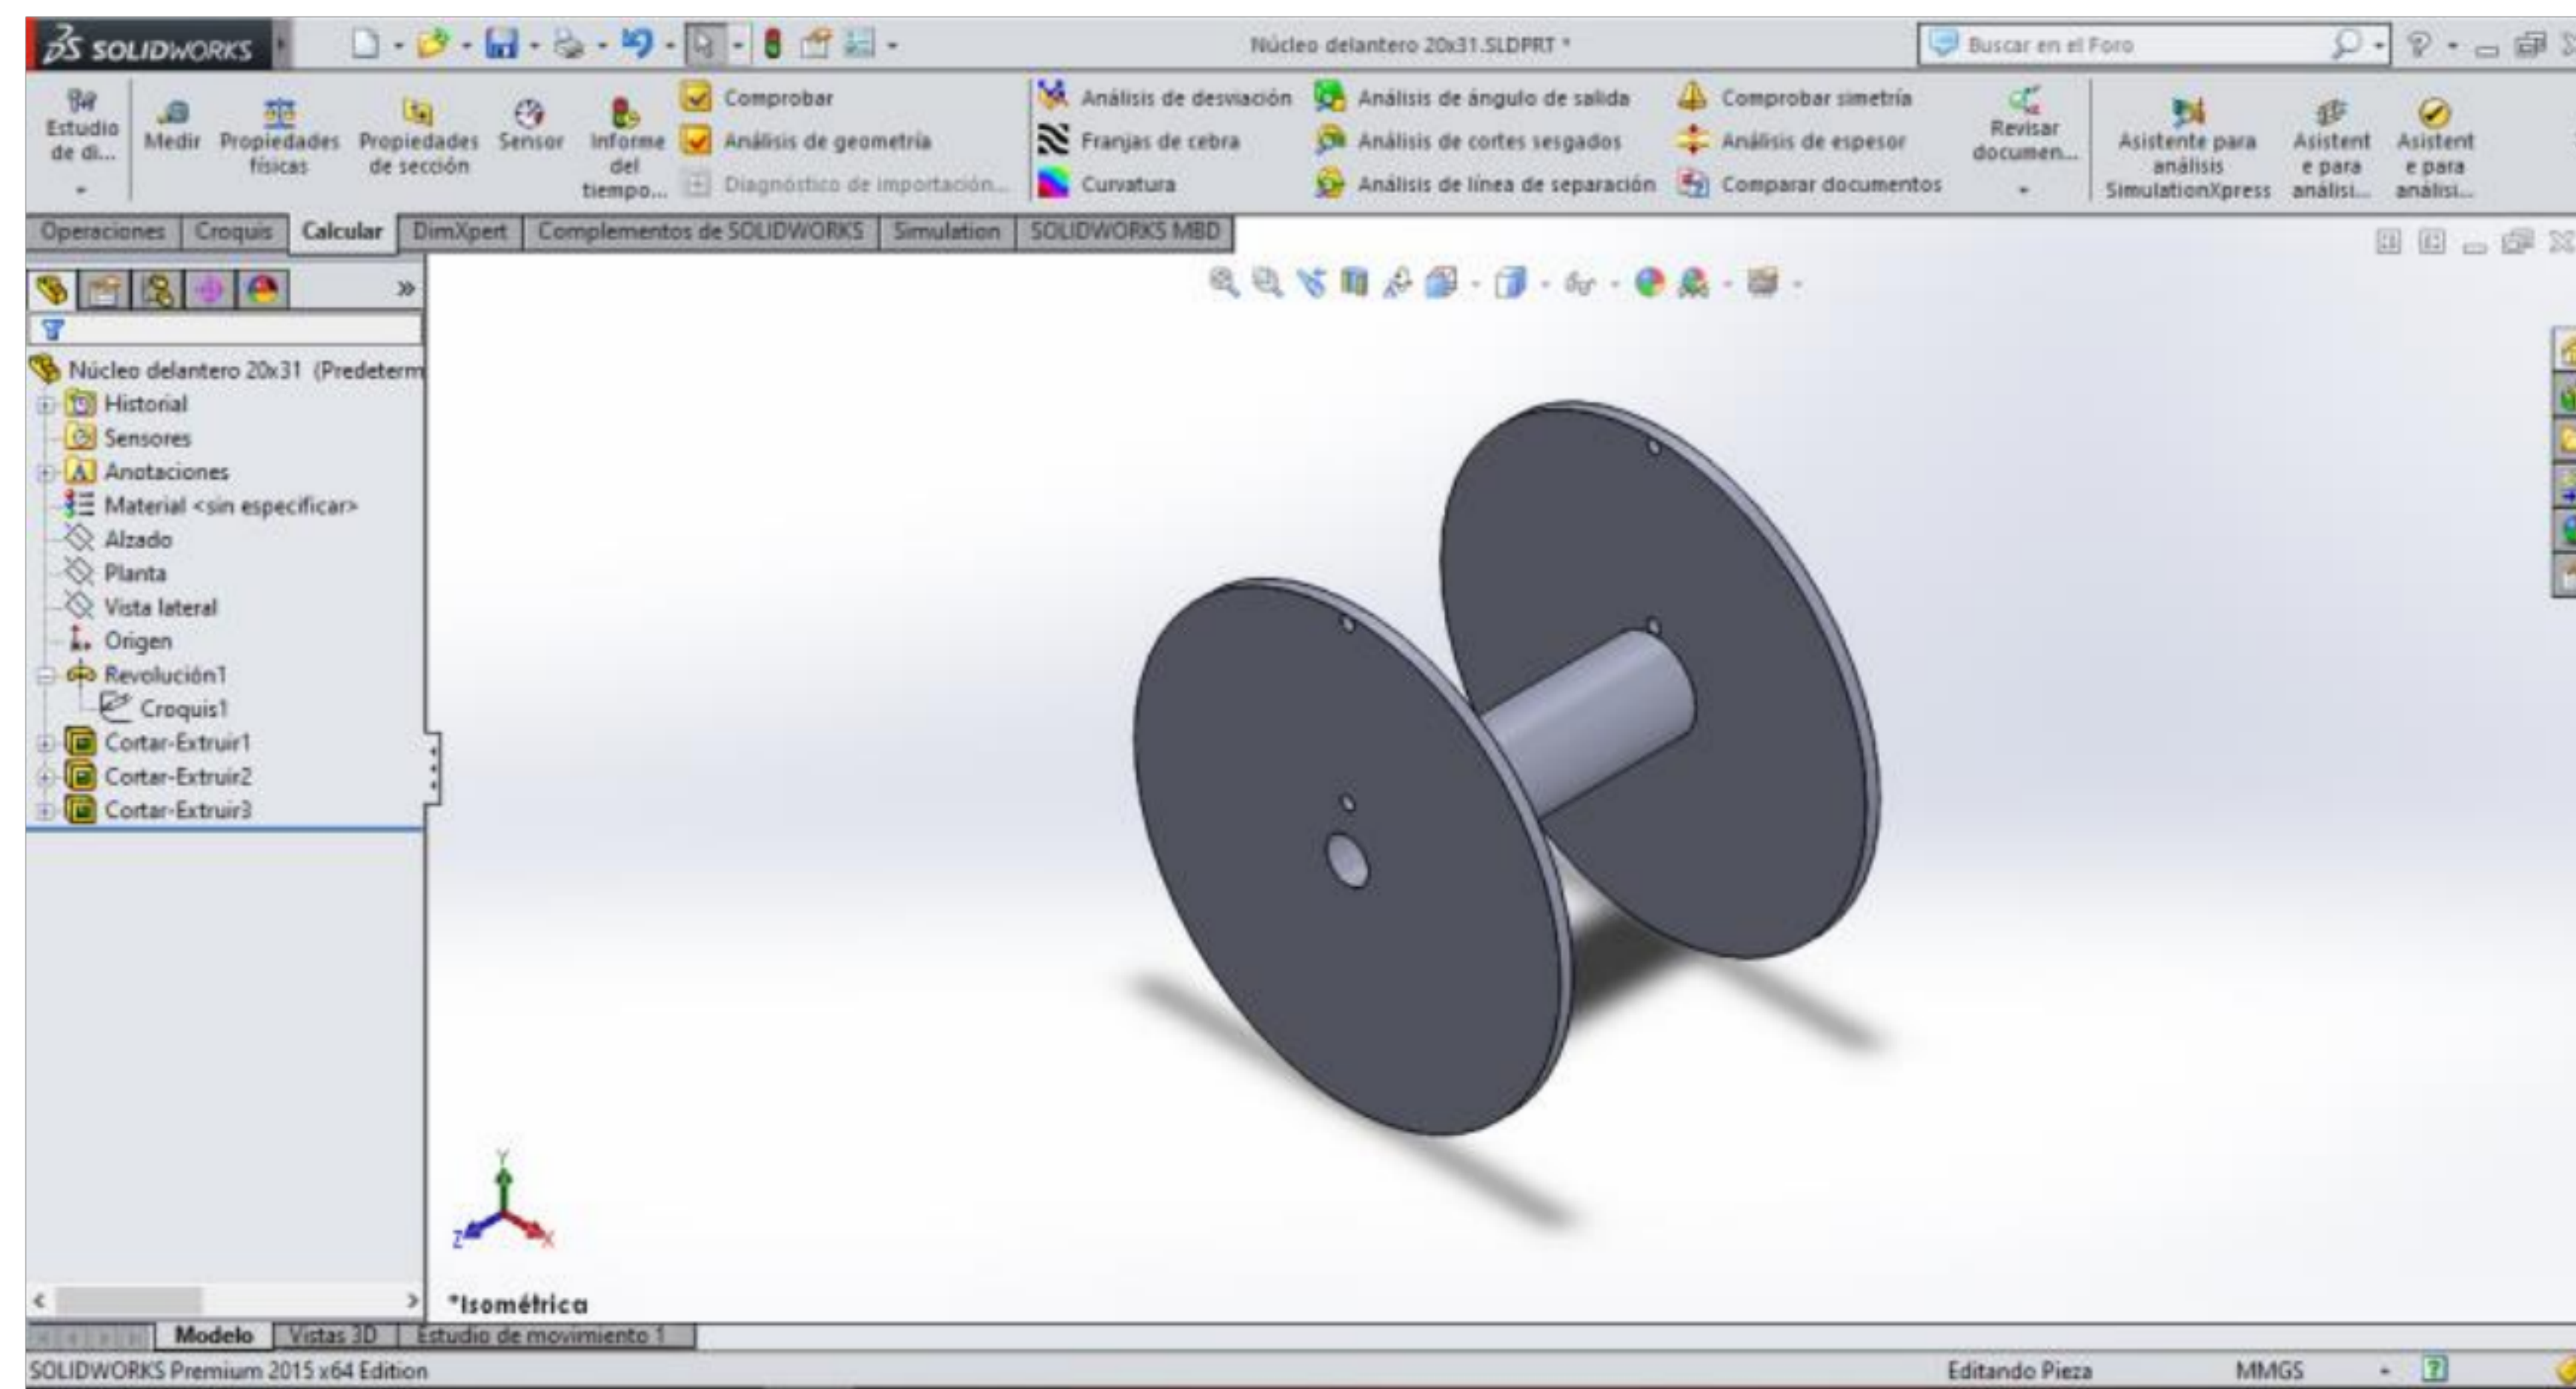 SOLIDWORKS
Núcleo delantero 20x31.SLDPRT *
Buscar en el Foro
Estudio de di...
Medir
Propiedades físicas
Propiedades de sección
Sensor
Informe del tiempo...
Comprobar
Análisis de geometría
Diagnóstico de importación...
Análisis de desviación
Franjas de cebra
Curvatura
Análisis de ángulo de salida
Análisis de cortes sesgados
Análisis de línea de separación
Comprobar simetría
Análisis de espesor
Comparar documentos
Revisar documen...
Asistente para análisis SimulationXpress
Asistent e para análisi...
Asistent e para análisi...
Operaciones
Croquis
Calcular
DimXpert
Complementos de SOLIDWORKS
Simulation
SOLIDWORKS MBD
Núcleo delantero 20x31 (Predeterm
Historial
Sensores
Anotaciones
Material <sin especificar>
Alzado
Planta
Vista lateral
Origen
Revolución1
Croquis1
Cortar-Extruir1
Cortar-Extruir2
Cortar-Extruir3
Y
Z
X
*Isométrica
Modelo
Vistas 3D
Estudio de movimiento 1
SOLIDWORKS Premium 2015 x64 Edition
Editando Pieza
MMGS